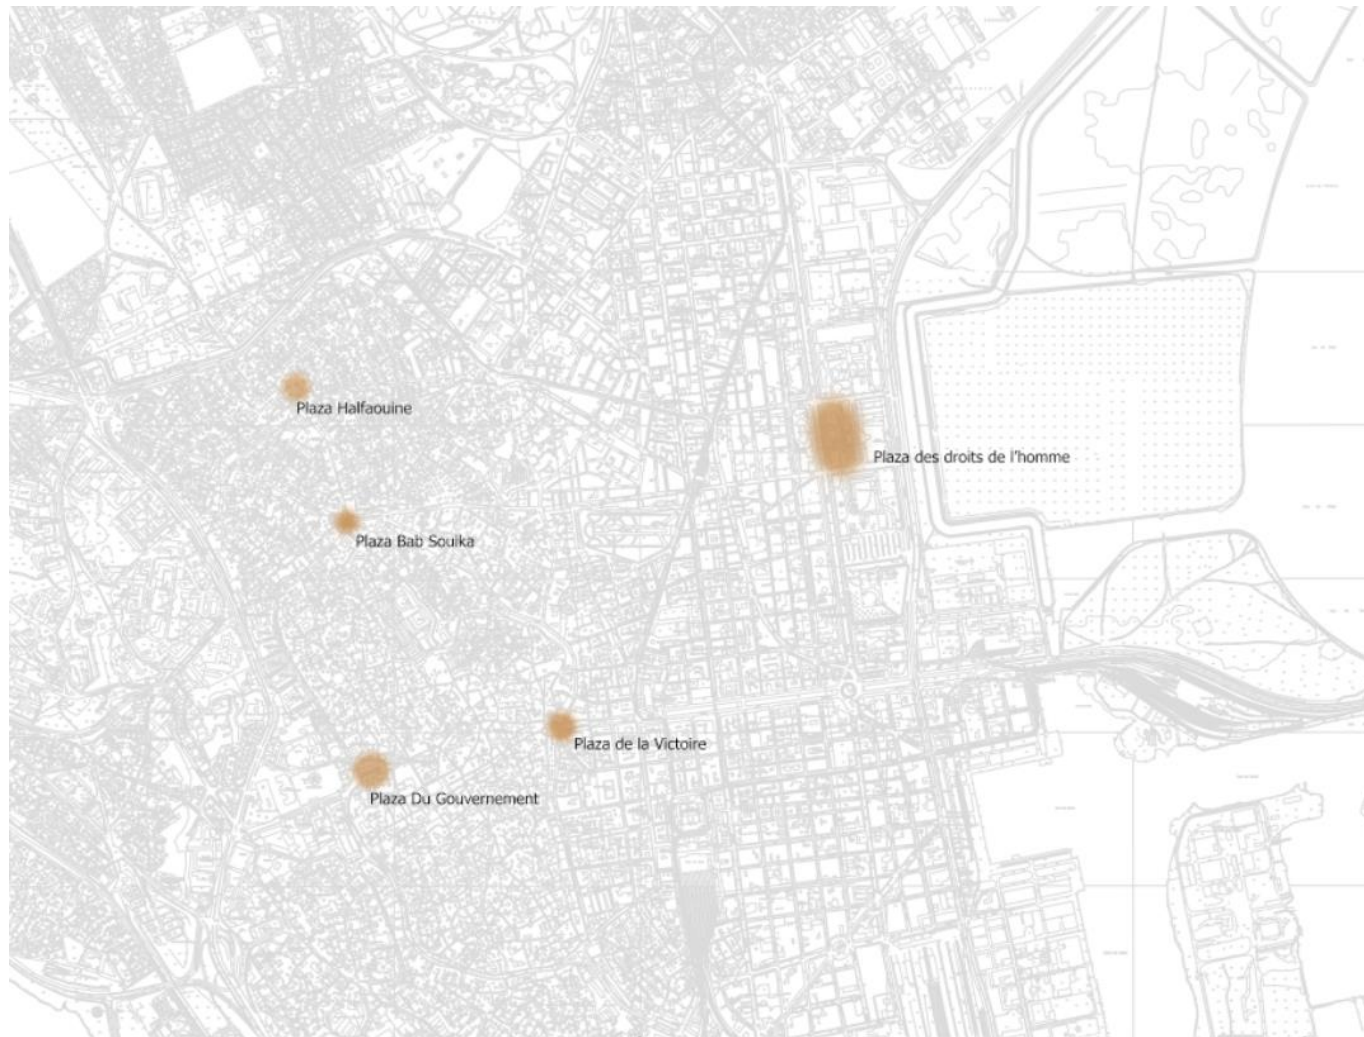 Plaza Halfaouine
Plaza des droits de l'homme
Plaza Bab Souika
Plaza de la Victoire
Plaza Du Gouvernement